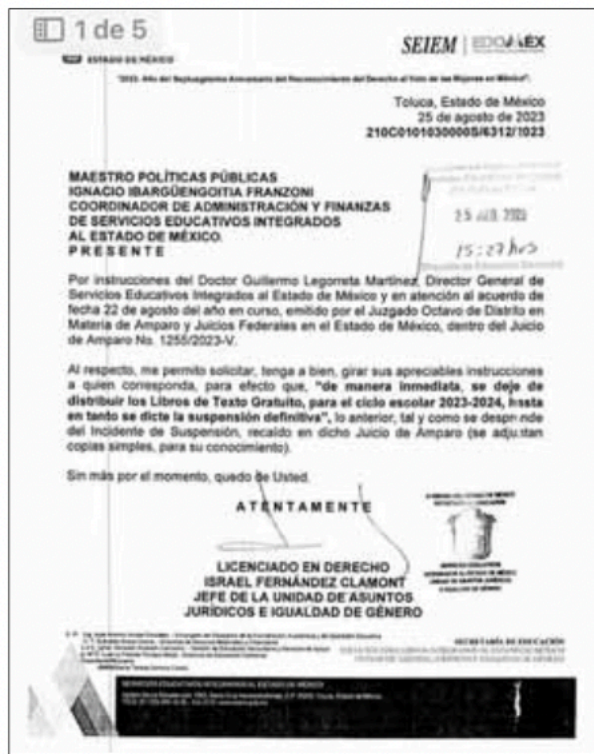 1 de 5
SEIEM | EDOMÉX
ESTADO DE MÉXICO
"2023. Año del Septuagésimo Aniversario del Reconocimiento del Derecho al Voto de las Mujeres en México".
Toluca, Estado de México
25 de agosto de 2023
210C0101030000S/6312/2023
MAESTRO POLÍTICAS PÚBLICAS
IGNACIO IBARGÜENGOITIA FRANZONI
COORDINADOR DE ADMINISTRACIÓN Y FINANZAS
DE SERVICIOS EDUCATIVOS INTEGRADOS
AL ESTADO DE MÉXICO.
P R E S E N T E
15:27 hrs
Por instrucciones del Doctor Guillermo Legorreta Martínez, Director General de
Servicios Educativos Integrados al Estado de México y en atención al acuerdo de
fecha 22 de agosto del año en curso, emitido por el Juzgado Octavo de Distrito en
Materia de Amparo y Juicios Federales en el Estado de México, dentro del Juicio
de Amparo No. 1255/2023-V.
Al respecto, me permito solicitar, tenga a bien, girar sus apreciables instrucciones
a quien corresponda, para efecto que, "de manera inmediata, se deje de
distribuir los Libros de Texto Gratuito, para el ciclo escolar 2023-2024, hasta
en tanto se dicte la suspensión definitiva", lo anterior, tal y como se desprende
del Incidente de Suspensión, recaído en dicho Juicio de Amparo (se adjuntan
copias simples, para su conocimiento).
Sin más por el momento, quedo de Usted.
A T E N T A M E N T E
LICENCIADO EN DERECHO
ISRAEL FERNÁNDEZ CLAMONT
JEFE DE LA UNIDAD DE ASUNTOS
JURÍDICOS E IGUALDAD DE GÉNERO
SECRETARÍA DE EDUCACIÓN
SERVICIOS EDUCATIVOS INTEGRADOS AL ESTADO DE MÉXICO